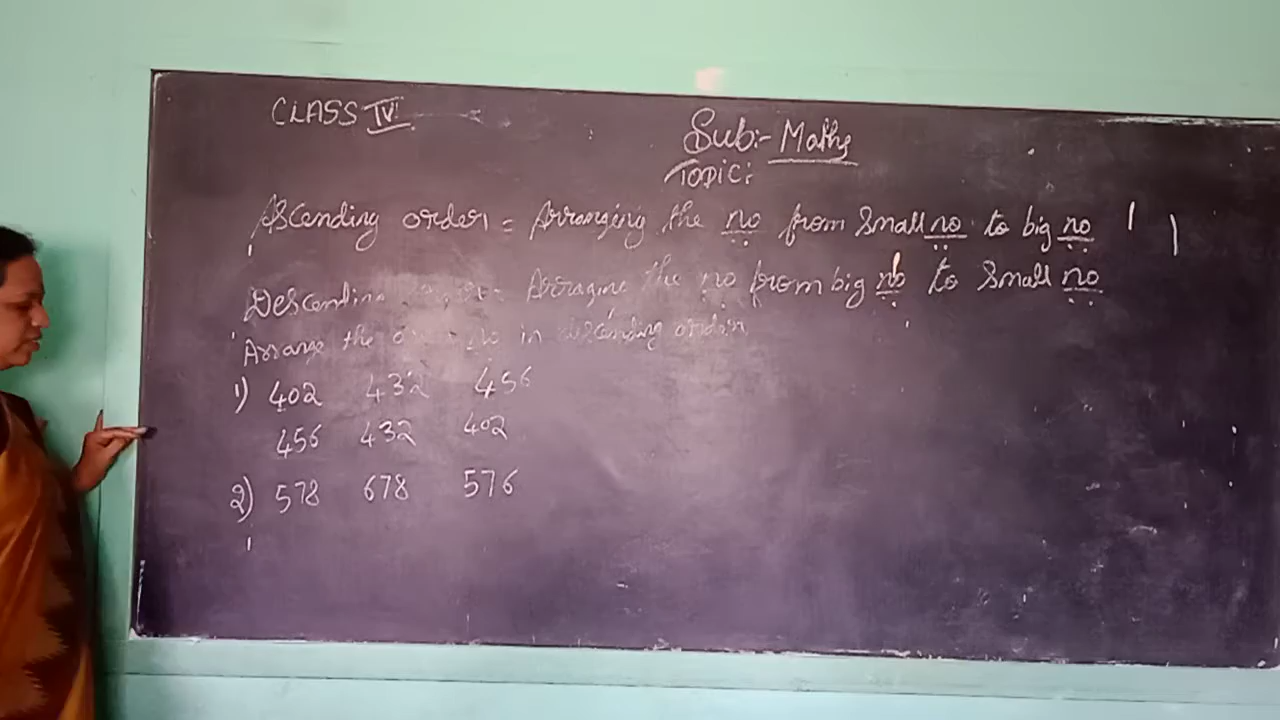 CLASS IV
Sub:- Maths
TOPIC:
Ascending order = Arranging the no from Small no to big no
Descending = Arragine the no from big no to Small no
Arrange the no in descending order
1) 402 432 456
456 432 402
2) 578 678 576